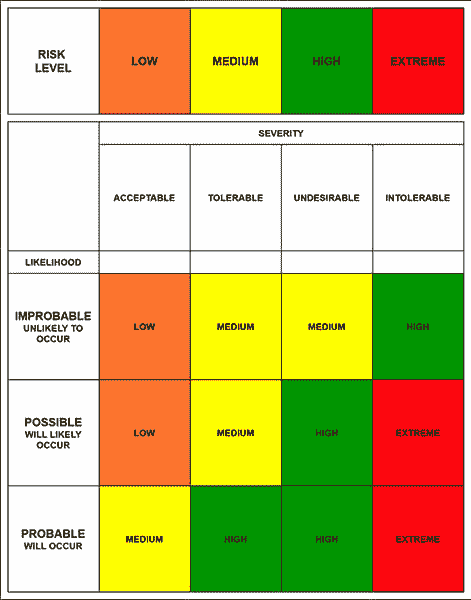 RISK
LEVEL
LOW
MEDIUM
HIGH
EXTREME
SEVERITY
ACCEPTABLE
TOLERABLE
UNDESIRABLE
INTOLERABLE
LIKELIHOOD
IMPROBABLE
UNLIKELY TO
OCCUR
LOW
MEDIUM
MEDIUM
HIGH
POSSIBLE
WILL LIKELY
OCCUR
LOW
MEDIUM
HIGH
EXTREME
PROBABLE
WILL OCCUR
MEDIUM
HIGH
HIGH
EXTREME